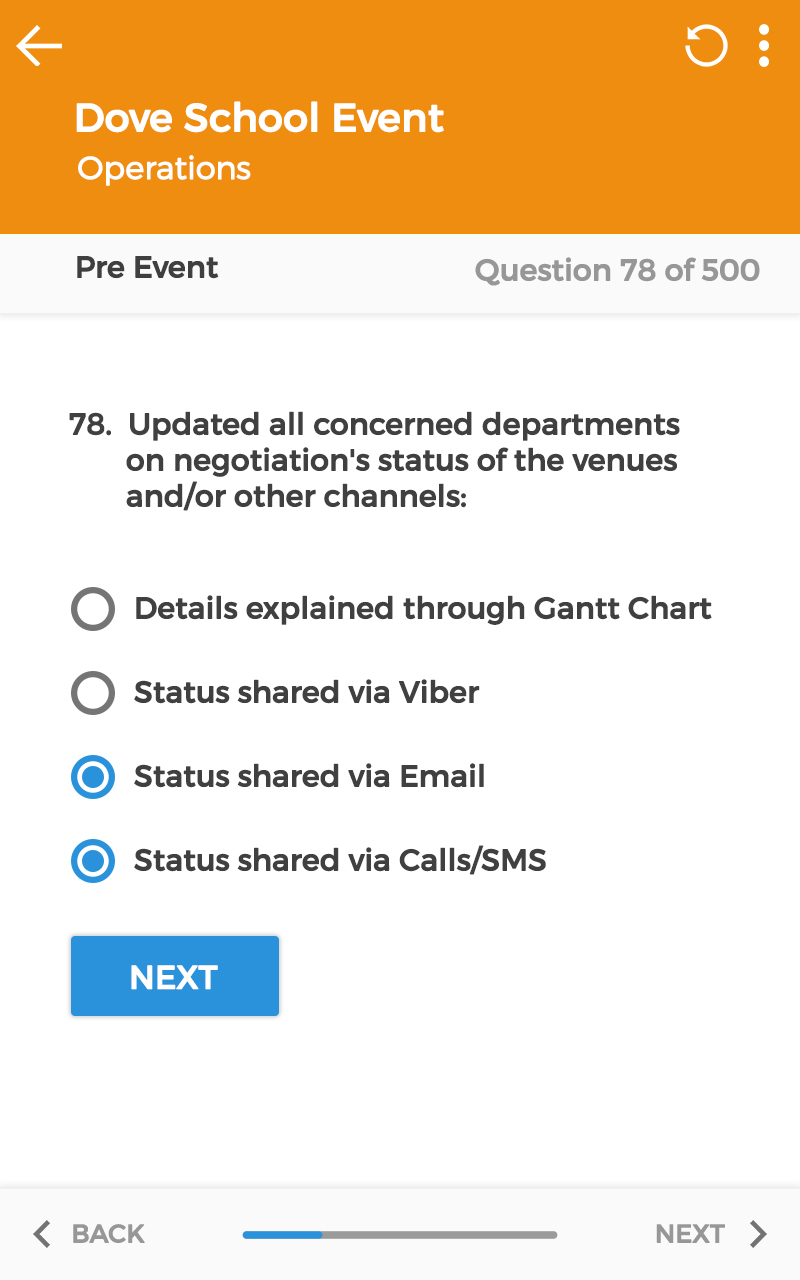 Dove School Event
Operations
Pre Event
Question 78 of 500
78. Updated all concerned departments
on negotiation's status of the venues
and/or other channels:
Details explained through Gantt Chart
Status shared via Viber
Status shared via Email
Status shared via Calls/SMS
NEXT
BACK
NEXT